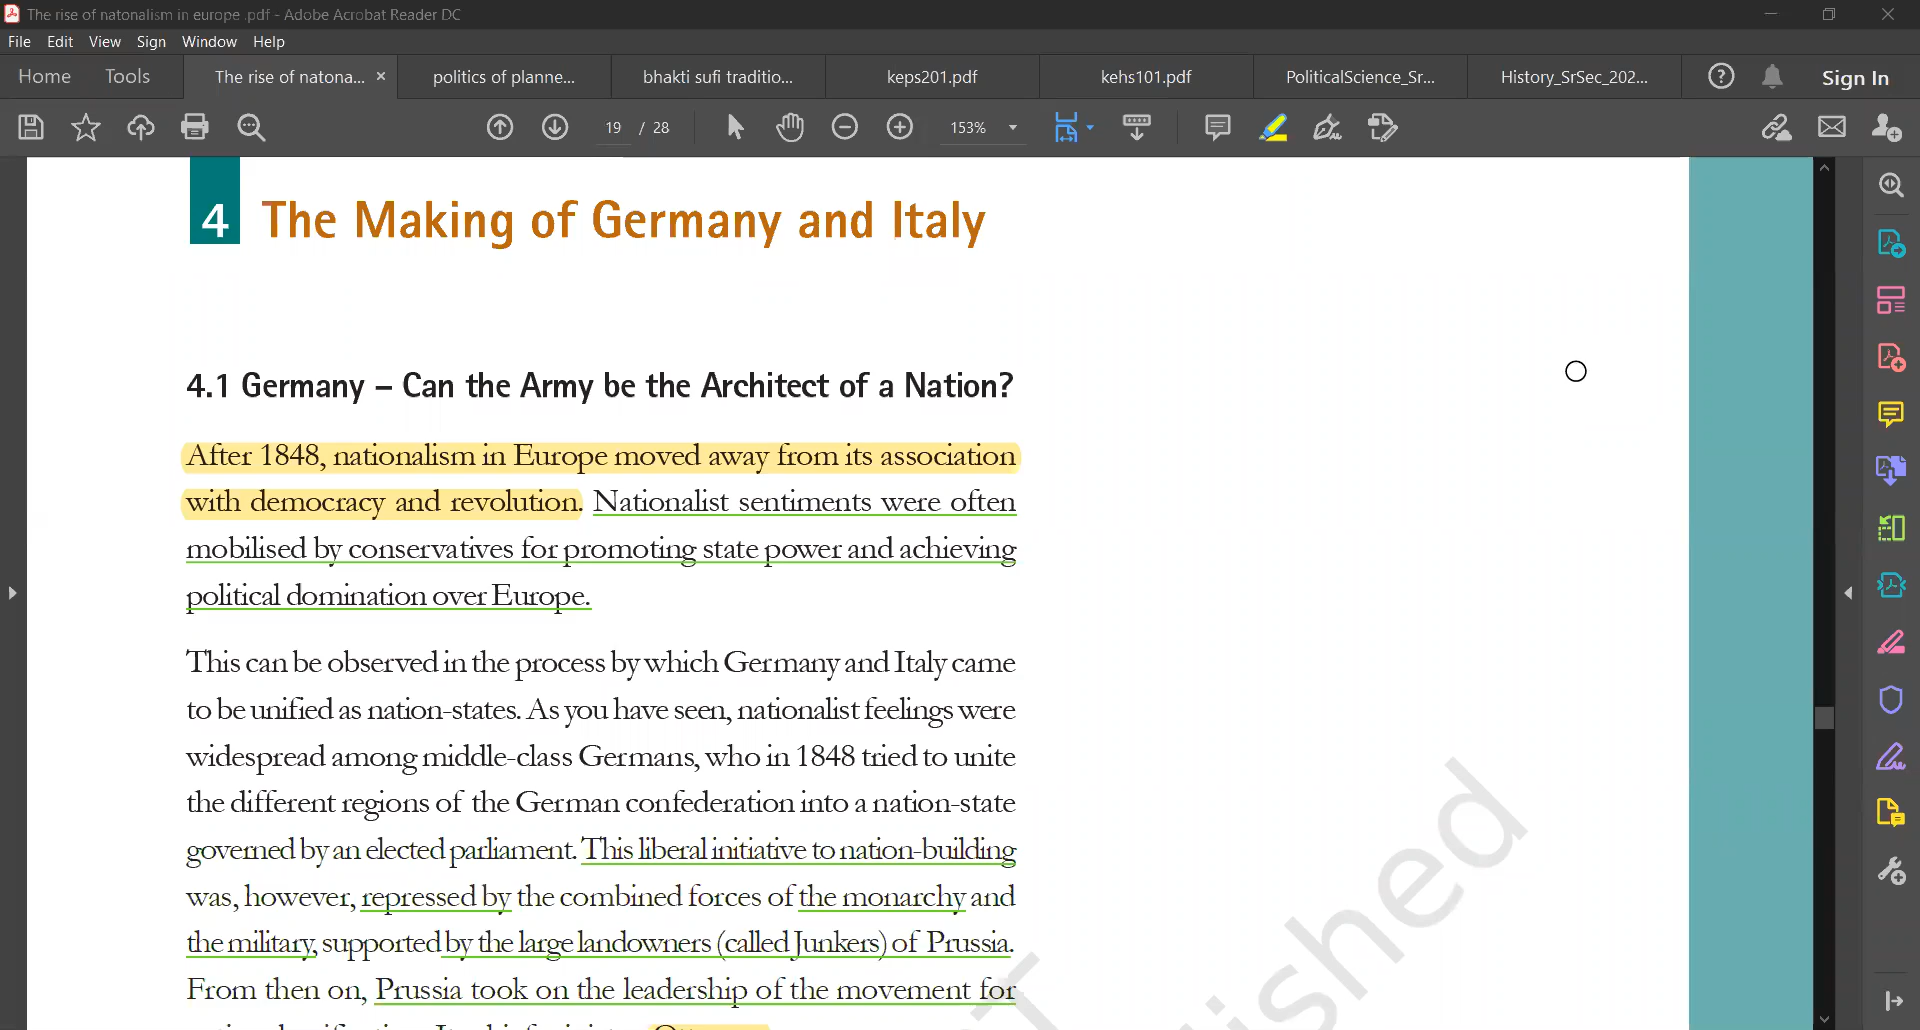 The rise of natonalism in europe .pdf - Adobe Acrobat Reader DC
File Edit View Sign Window Help
Home Tools The rise of natona... × politics of planne... bhakti sufi traditio... keps201.pdf kehs101.pdf PoliticalScience_Sr... History_SrSec_202... Sign In
19 / 28 153%
4 The Making of Germany and Italy
4.1 Germany – Can the Army be the Architect of a Nation?
After 1848, nationalism in Europe moved away from its association
with democracy and revolution. Nationalist sentiments were often
mobilised by conservatives for promoting state power and achieving
political domination over Europe.
This can be observed in the process by which Germany and Italy came
to be unified as nation-states. As you have seen, nationalist feelings were
widespread among middle-class Germans, who in 1848 tried to unite
the different regions of the German confederation into a nation-state
governed by an elected parliament. This liberal initiative to nation-building
was, however, repressed by the combined forces of the monarchy and
the military, supported by the large landowners (called Junkers) of Prussia.
From then on, Prussia took on the leadership of the movement for